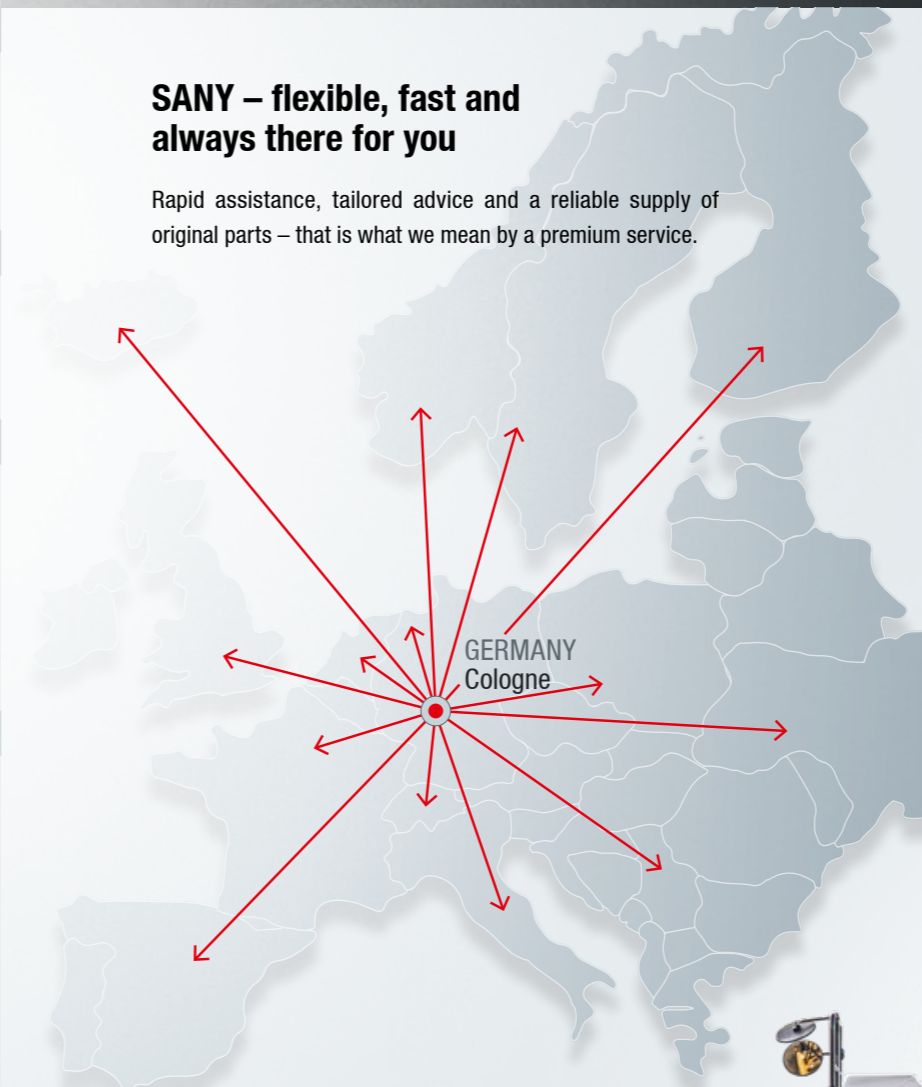 SANY – flexible, fast and
always there for you
Rapid assistance, tailored advice and a reliable supply of
original parts – that is what we mean by a premium service.
GERMANY
Cologne